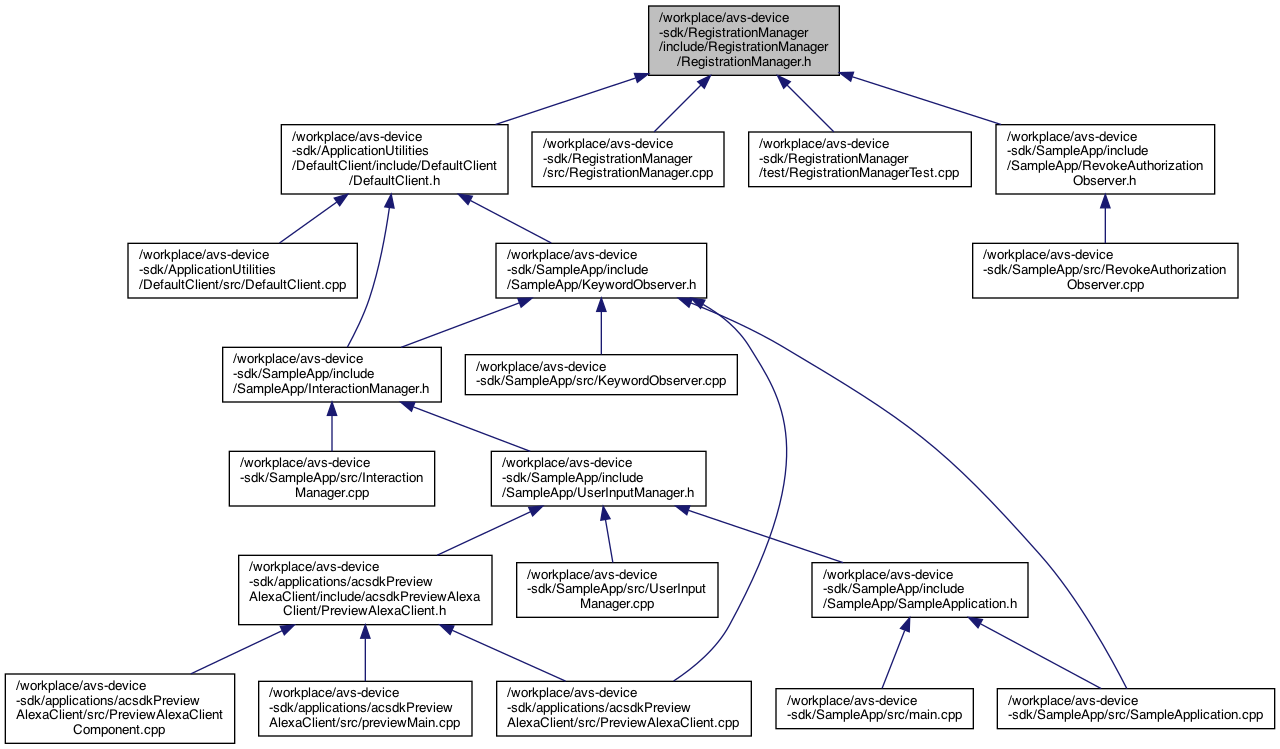 /workplace/avs-device
-sdk/RegistrationManager
/include/RegistrationManager
/RegistrationManager.h
/workplace/avs-device
-sdk/ApplicationUtilities
/DefaultClient/include/DefaultClient
/DefaultClient.h
/workplace/avs-device
-sdk/RegistrationManager
/src/RegistrationManager.cpp
/workplace/avs-device
-sdk/RegistrationManager
/test/RegistrationManagerTest.cpp
/workplace/avs-device
-sdk/SampleApp/include
/SampleApp/RevokeAuthorization
Observer.h
/workplace/avs-device
-sdk/ApplicationUtilities
/DefaultClient/src/DefaultClient.cpp
/workplace/avs-device
-sdk/SampleApp/include
/SampleApp/KeywordObserver.h
/workplace/avs-device
-sdk/SampleApp/src/RevokeAuthorization
Observer.cpp
/workplace/avs-device
-sdk/SampleApp/include
/SampleApp/InteractionManager.h
/workplace/avs-device
-sdk/SampleApp/src/KeywordObserver.cpp
/workplace/avs-device
-sdk/SampleApp/src/Interaction
Manager.cpp
/workplace/avs-device
-sdk/SampleApp/include
/SampleApp/UserInputManager.h
/workplace/avs-device
-sdk/applications/acsdkPreview
AlexaClient/include/acsdkPreviewAlexa
Client/PreviewAlexaClient.h
/workplace/avs-device
-sdk/SampleApp/src/UserInput
Manager.cpp
/workplace/avs-device
-sdk/SampleApp/include
/SampleApp/SampleApplication.h
/workplace/avs-device
-sdk/applications/acsdkPreview
AlexaClient/src/PreviewAlexaClient
Component.cpp
/workplace/avs-device
-sdk/applications/acsdkPreview
AlexaClient/src/previewMain.cpp
/workplace/avs-device
-sdk/applications/acsdkPreview
AlexaClient/src/PreviewAlexaClient.cpp
/workplace/avs-device
-sdk/SampleApp/src/main.cpp
/workplace/avs-device
-sdk/SampleApp/src/SampleApplication.cpp